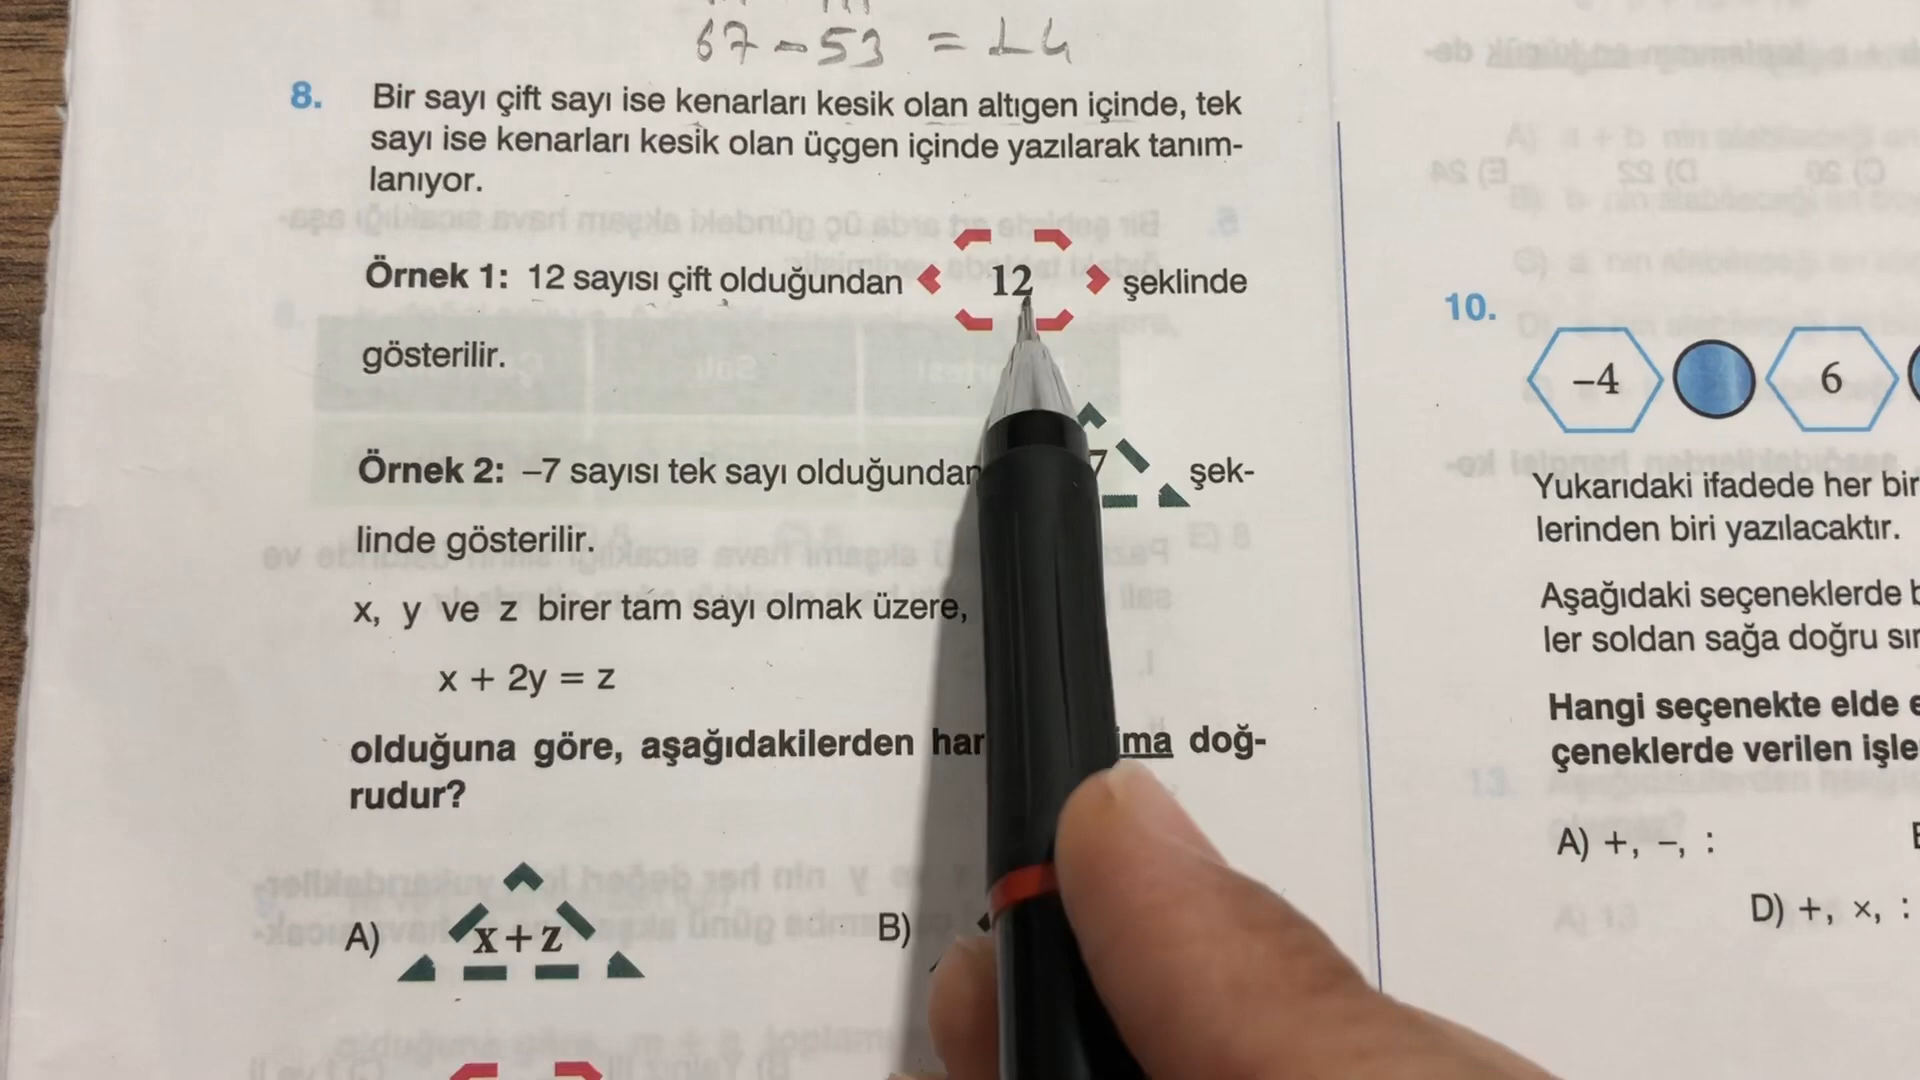 67 - 53 = 14
8. Bir sayı çift sayı ise kenarları kesik olan altıgen içinde, tek
sayı ise kenarları kesik olan üçgen içinde yazılarak tanım-
lanıyor.
Örnek 1: 12 sayısı çift olduğundan 12 şeklinde
gösterilir.
Örnek 2: –7 sayısı tek sayı olduğundan 7 şek-
linde gösterilir.
x, y ve z birer tam sayı olmak üzere,
x + 2y = z
olduğuna göre, aşağıdakilerden doğ-
rudur?
A) x+z
B)
10.
–4 6
Yukarıdaki ifadede her bir
lerinden biri yazılacaktır.
Aşağıdaki seçeneklerde
ler soldan sağa doğru
Hangi seçenekte elde
çeneklerde verilen
A) +, –, :
D) +, ×, :